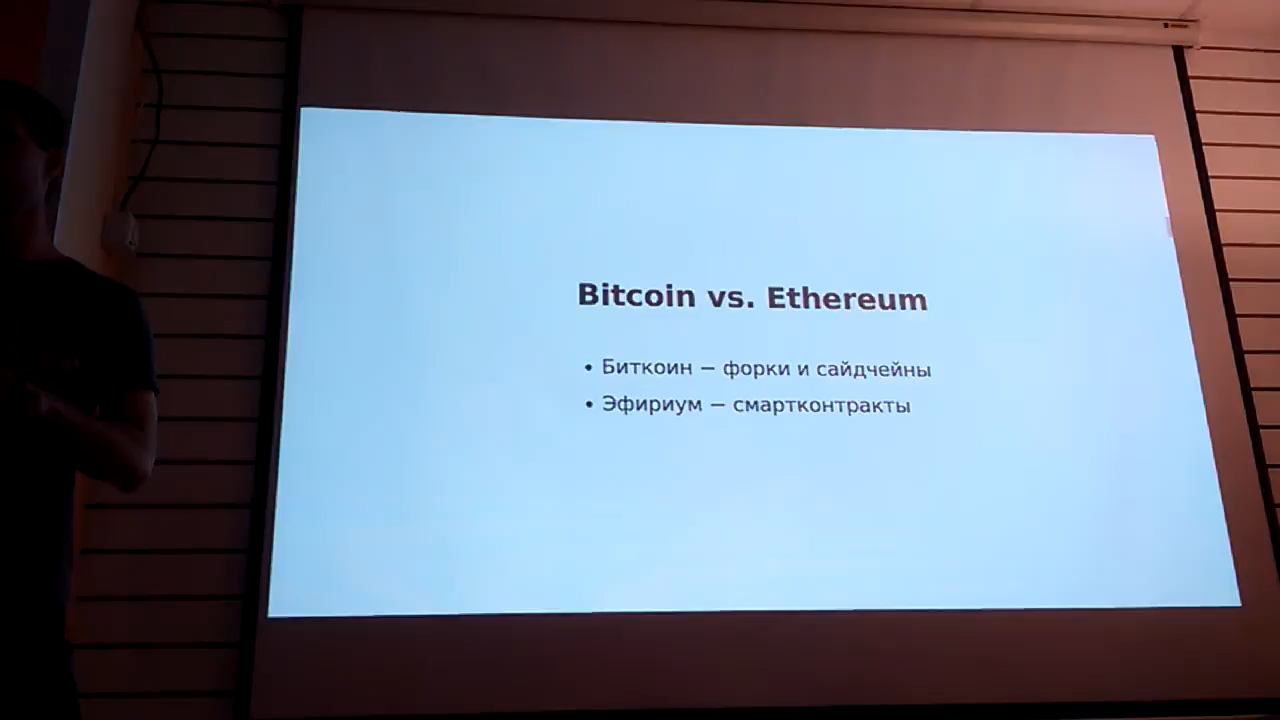 Bitcoin vs. Ethereum
• Биткоин — форки и сайдчейны
• Эфириум — смартконтракты